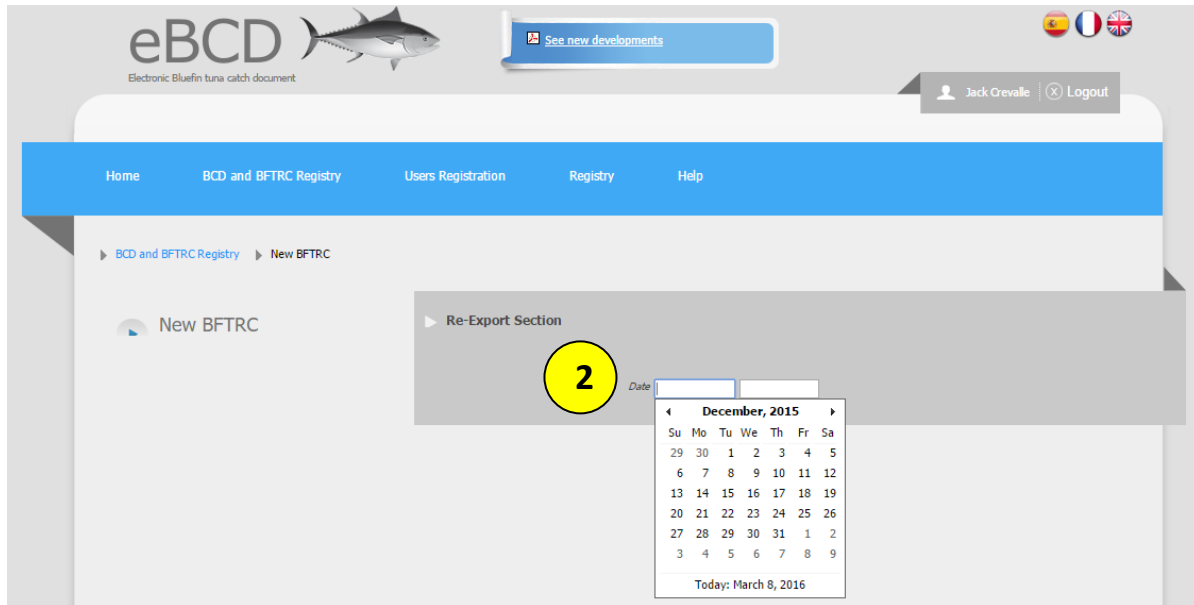 eBCD
Electronic Bluefin tuna catch document
See new developments
Jack Crevalle X Logout
Home BCD and BFTRC Registry Users Registration Registry Help
BCD and BFTRC Registry New BFTRC
New BFTRC
Re-Export Section
2
Date
December, 2015
Su Mo Tu We Th Fr Sa
29 30 1 2 3 4 5
6 7 8 9 10 11 12
13 14 15 16 17 18 19
20 21 22 23 24 25 26
27 28 29 30 31 1 2
3 4 5 6 7 8 9
Today: March 8, 2016